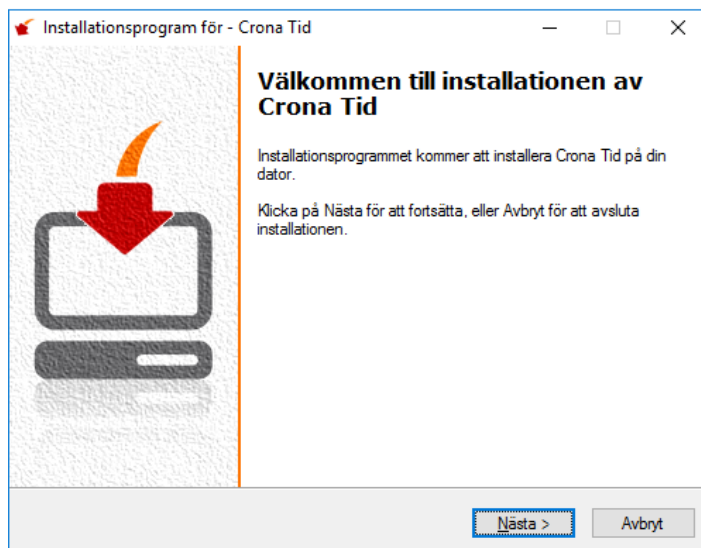 Installationsprogram för - Crona Tid
Välkommen till installationen av
Crona Tid
Installationsprogrammet kommer att installera Crona Tid på din
dator.
Klicka på Nästa för att fortsätta, eller Avbryt för att avsluta
installationen.
Nästa >
Avbryt